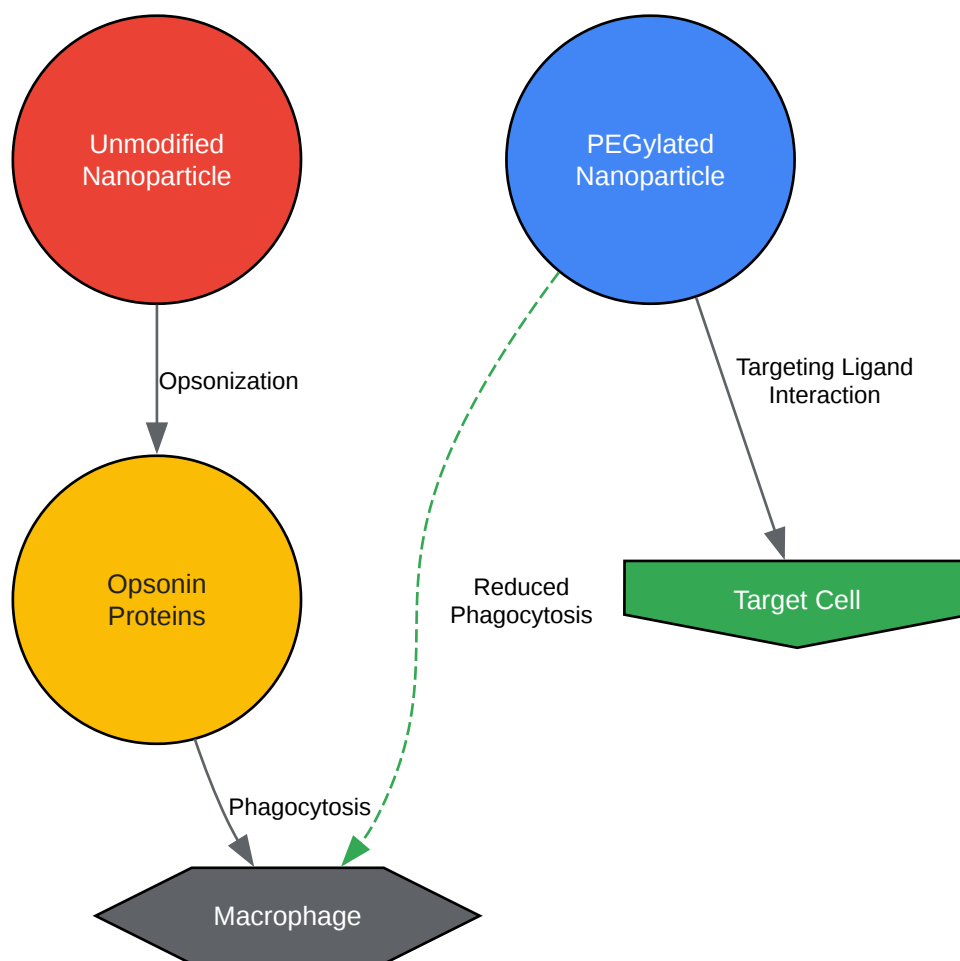 Unmodified
Nanoparticle
PEGylated
Nanoparticle
Opsonization
Targeting Ligand
Interaction
Opsonin
Proteins
Reduced
Phagocytosis
Target Cell
Phagocytosis
Macrophage